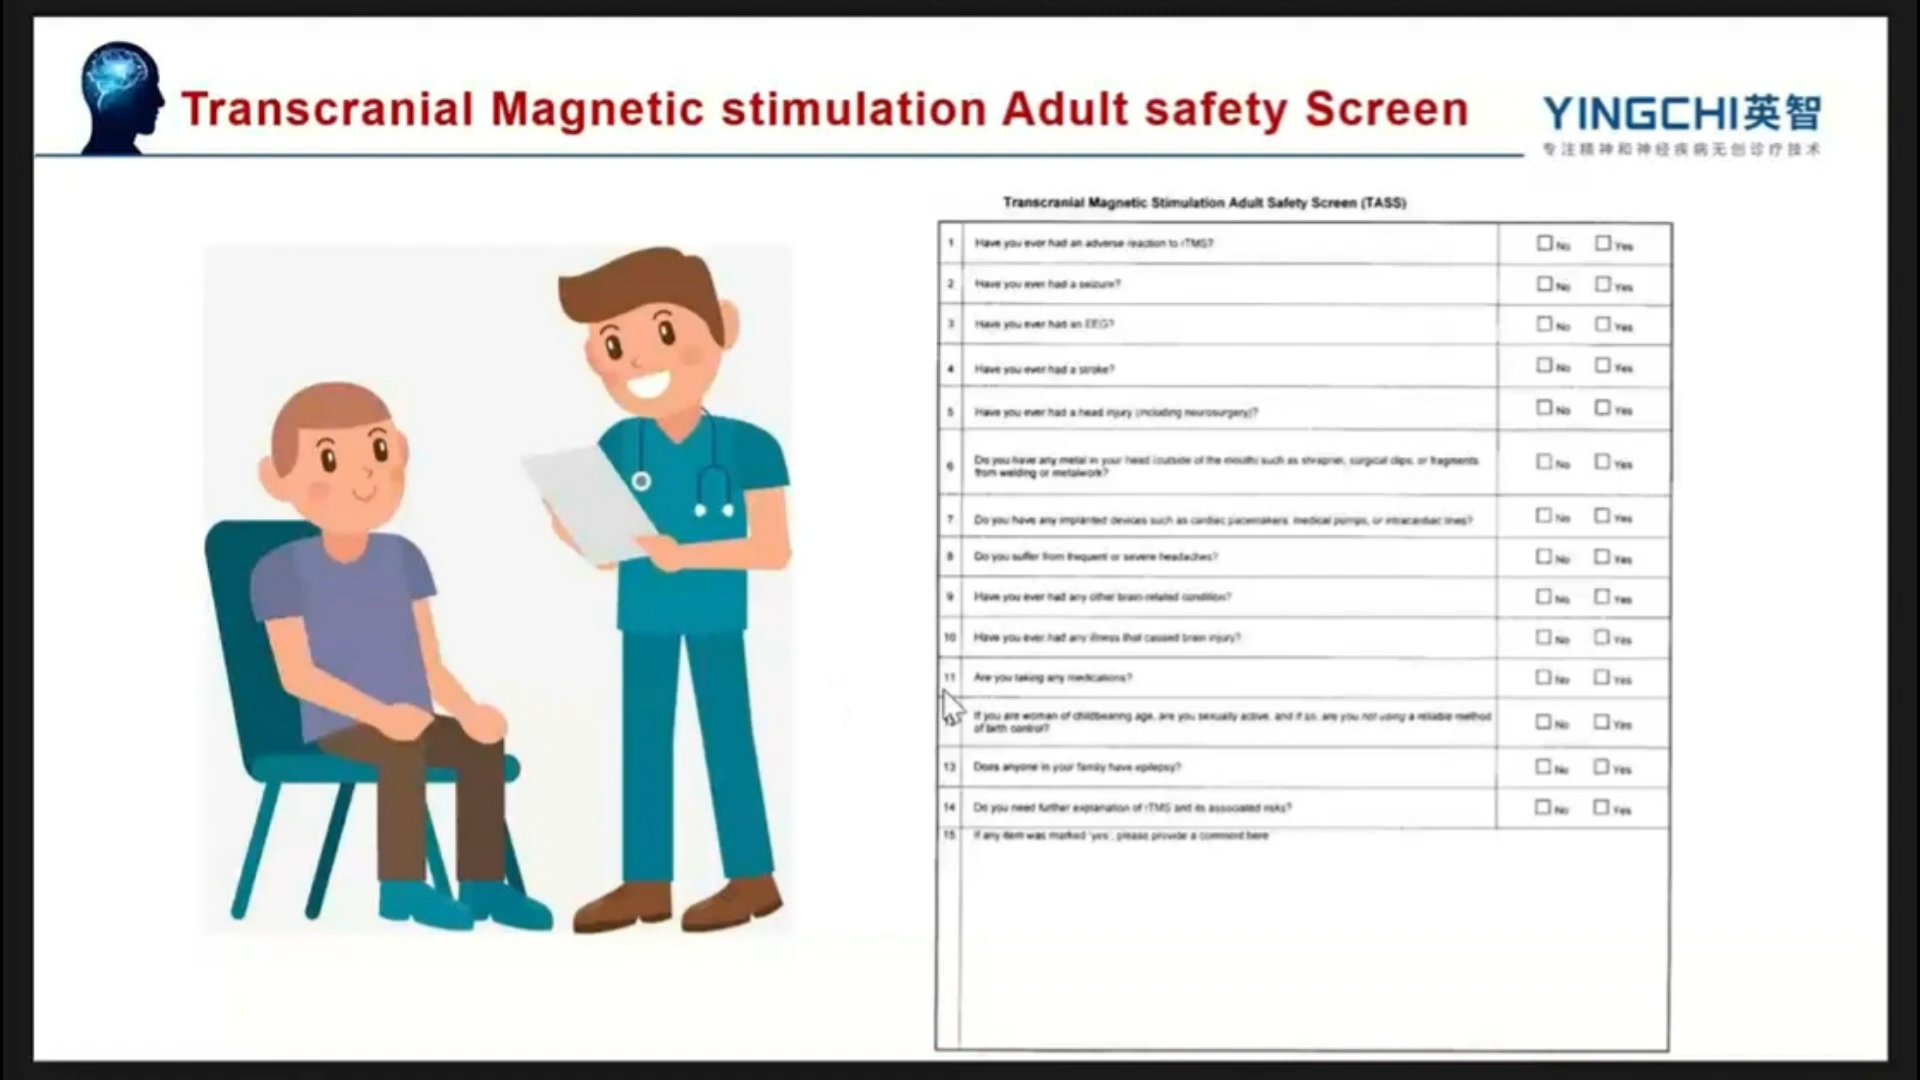 Transcranial Magnetic stimulation Adult safety Screen
YINGCHI英智
专注精神和神经疾病无创诊疗技术
Transcranial Magnetic Stimulation Adult Safety Screen (TASS)
1 Have you ever had an adverse reaction to rTMS? No Yes
2 Have you ever had a seizure? No Yes
3 Have you ever had an EEG? No Yes
4 Have you ever had a stroke? No Yes
5 Have you ever had a head injury (including neurosurgery)? No Yes
6 Do you have any metal in your head (outside of the mouth) such as shrapnel, surgical clips, or fragments
from welding or metalwork? No Yes
7 Do you have any implanted devices such as cardiac pacemakers, medical pumps, or intracardiac lines? No Yes
8 Do you suffer from frequent or severe headaches? No Yes
9 Have you ever had any other brain-related condition? No Yes
10 Have you ever had any illness that caused brain injury? No Yes
11 Are you taking any medications? No Yes
If you are woman of childbearing age, are you sexually active, and if so, are you not using a reliable method
of birth control? No Yes
13 Does anyone in your family have epilepsy? No Yes
14 Do you need further explanation of rTMS and its associated risks? No Yes
15 If any item was marked 'yes', please provide a comment here